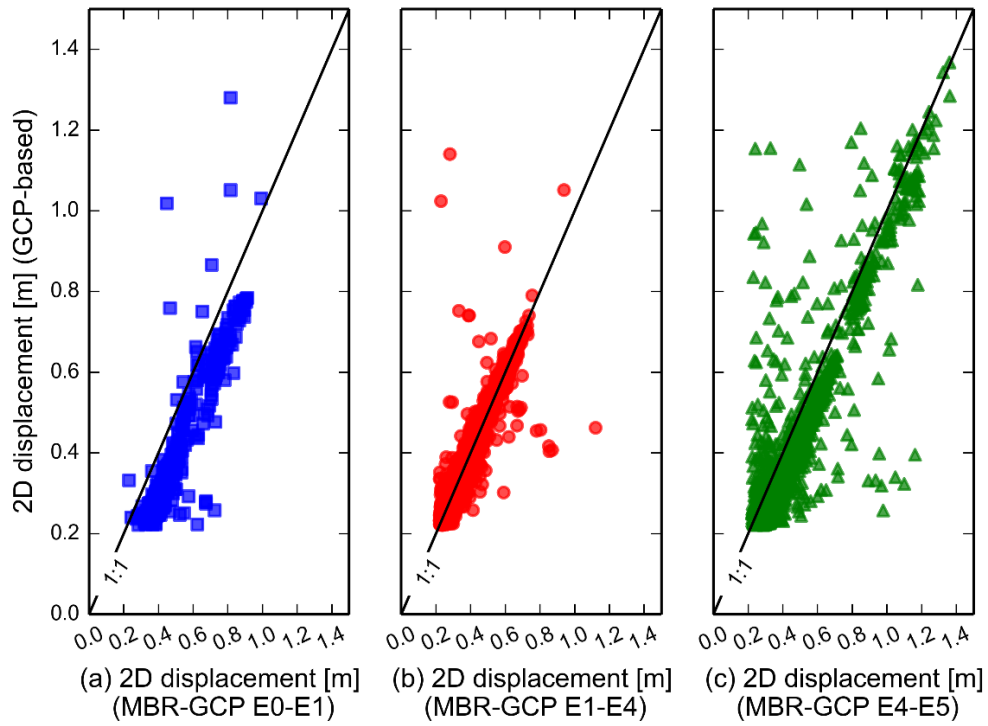 2D displacement [m] (GCP-based)
1.4
1.2
1.0
0.8
0.6
0.4
0.2
0.0
1:1
1:1
1:1
0.0 0.2 0.4 0.6 0.8 1.0 1.2 1.4
0.0 0.2 0.4 0.6 0.8 1.0 1.2 1.4
0.0 0.2 0.4 0.6 0.8 1.0 1.2 1.4
(a) 2D displacement [m]
(MBR-GCP E0-E1)
(b) 2D displacement [m]
(MBR-GCP E1-E4)
(c) 2D displacement [m]
(MBR-GCP E4-E5)